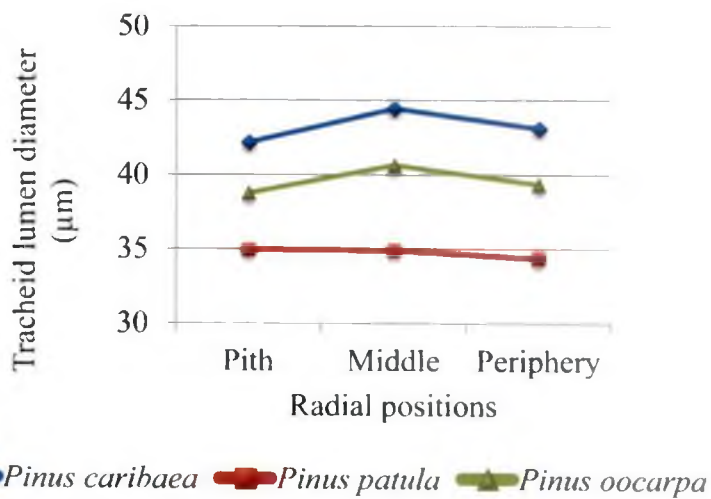 50
45
40
35
30
Tracheid lumen diameter
(µm)
Pith Middle Periphery
Radial positions
Pinus caribaea Pinus patula Pinus oocarpa